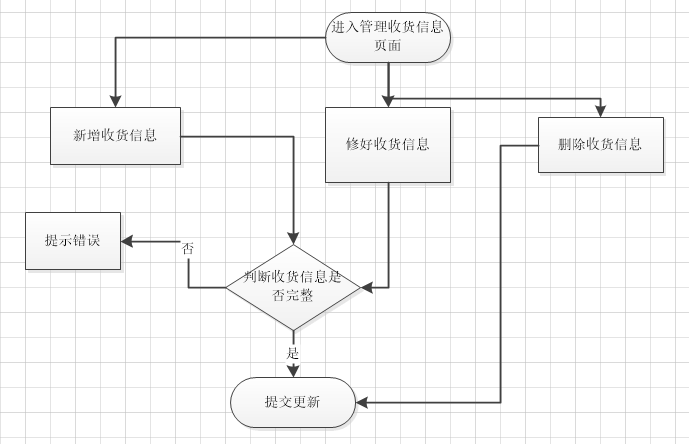 进入管理收货信息
页面
新增收货信息
修好收货信息
删除收货信息
提示错误
否
判断收货信息是
否完整
是
提交更新